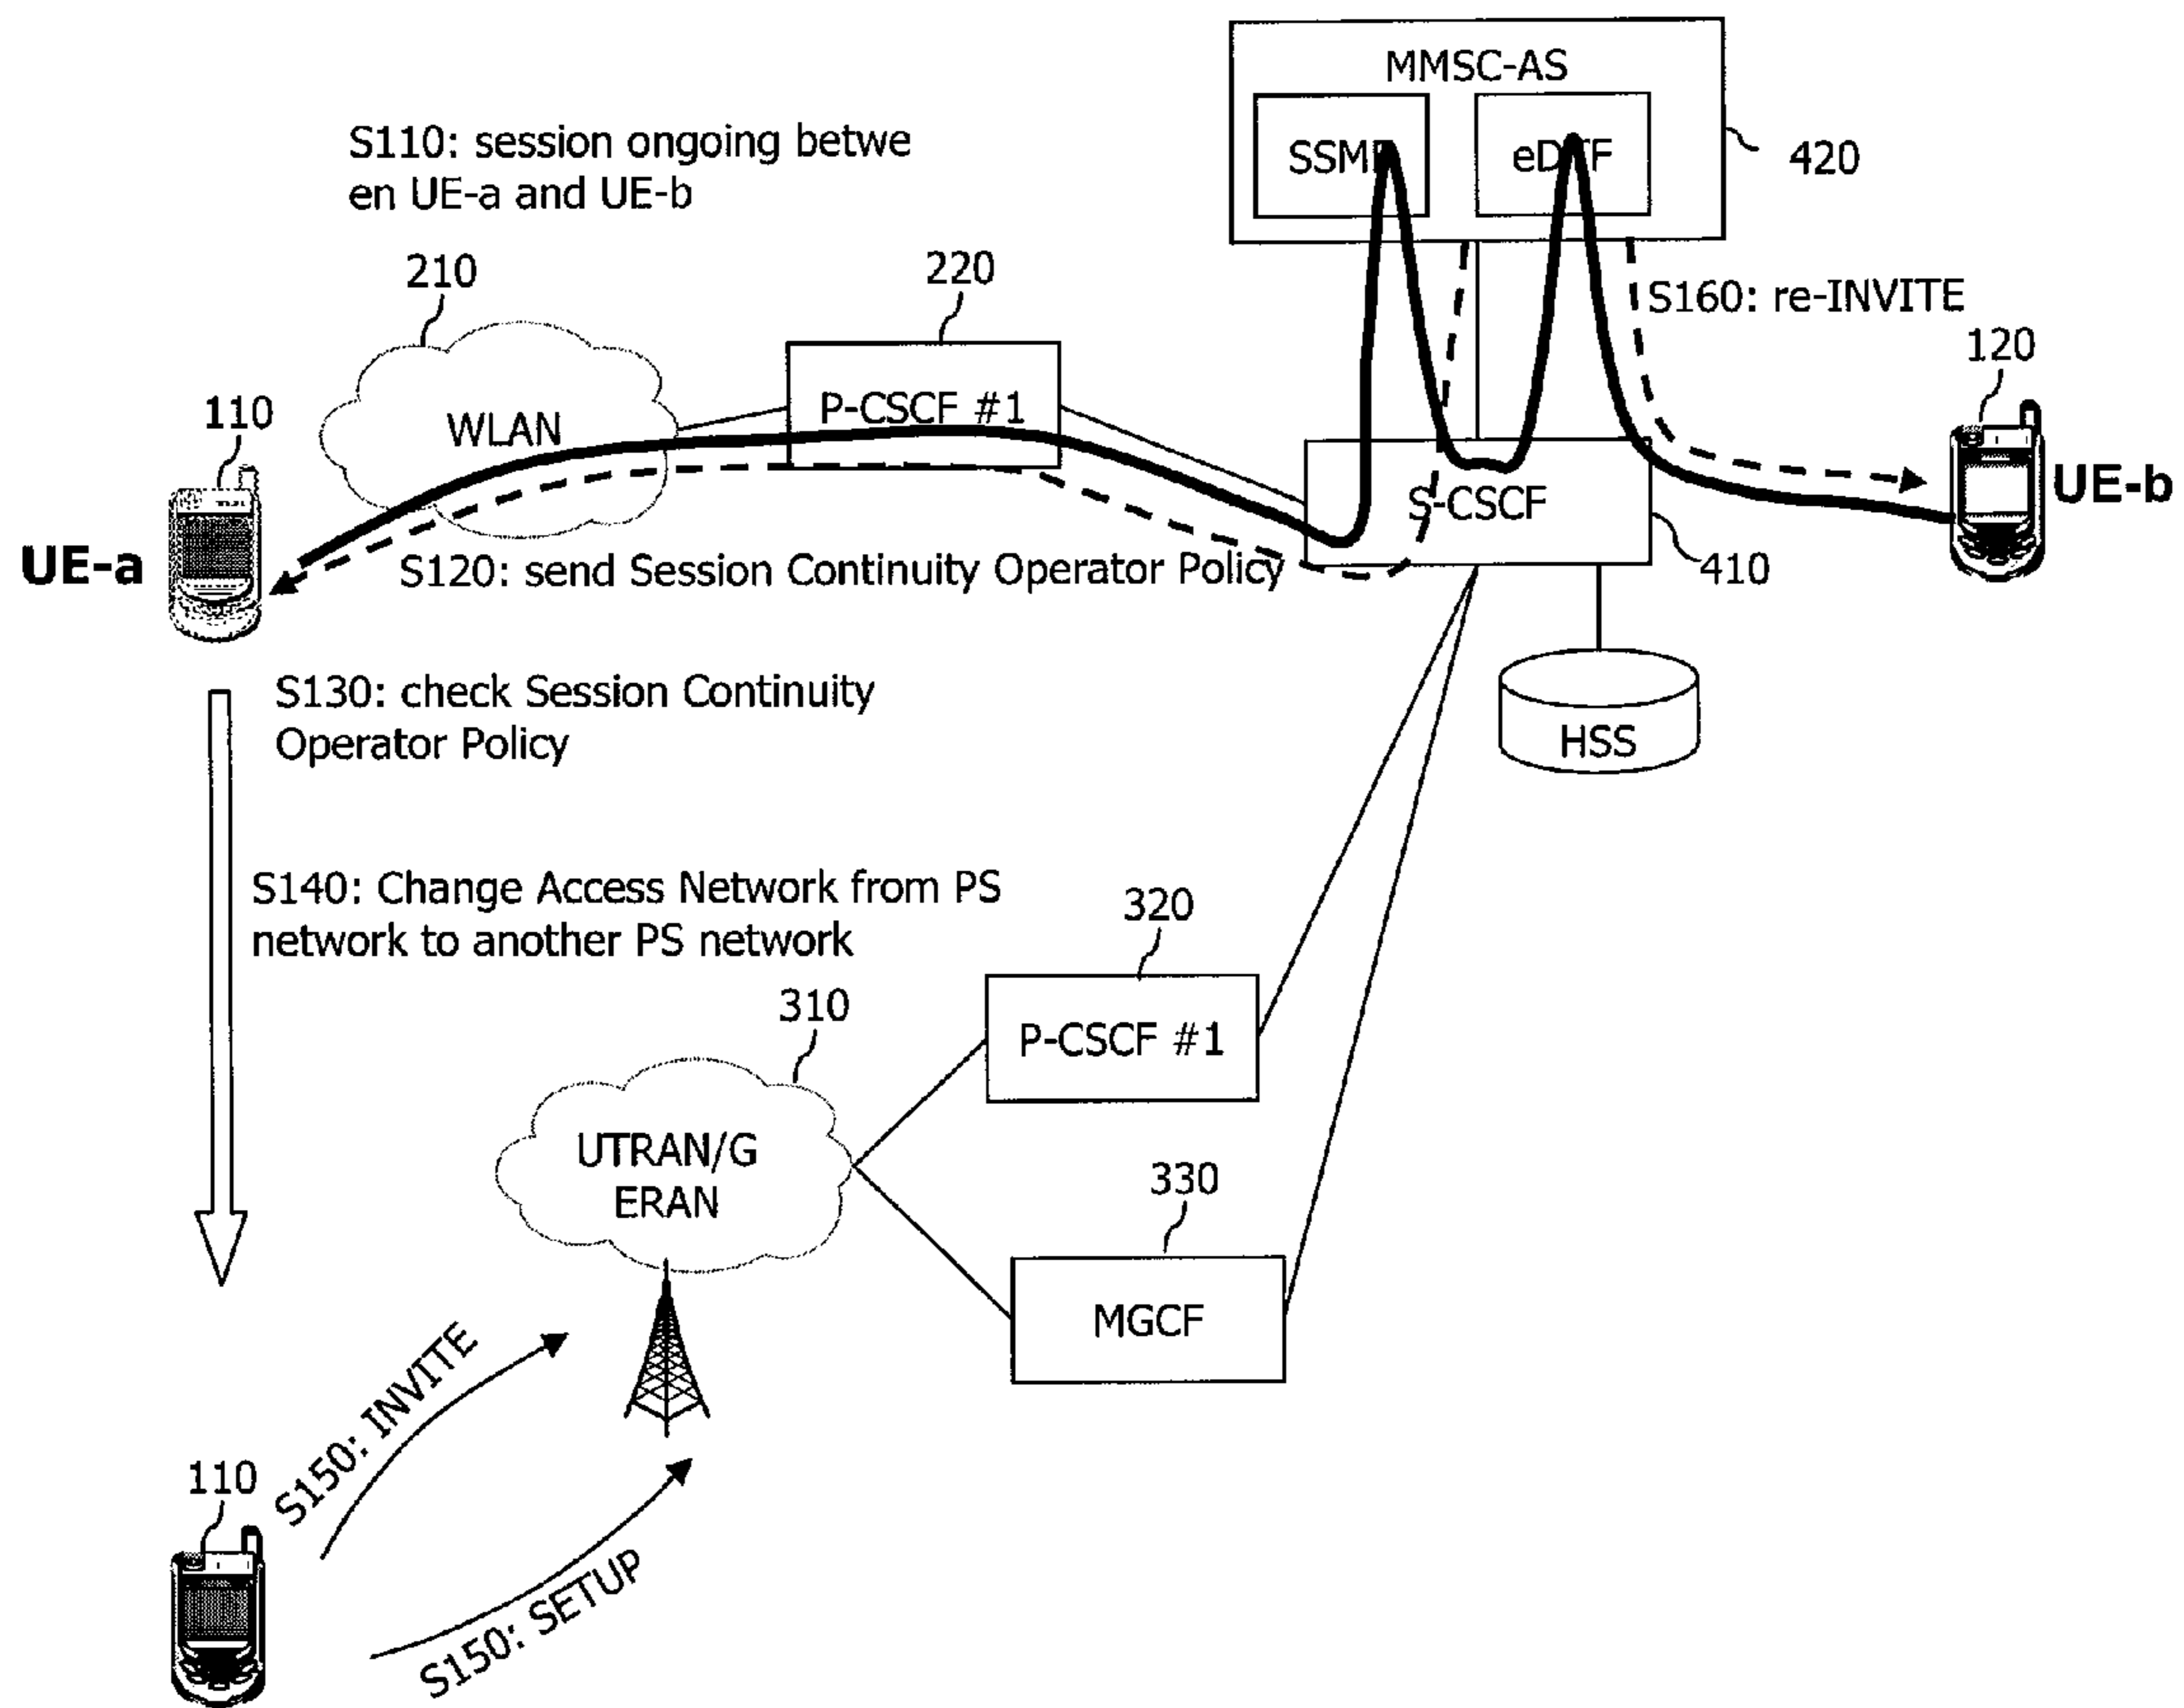 MMSC-AS
SSM
eDTF
420
S110: session ongoing betwe
en UE-a and UE-b
210
220
S160: re-INVITE
120
110
WLAN
P-CSCF #1
S-CSCF
UE-b
UE-a
S120: send Session Continuity Operator Policy
410
S130: check Session Continuity
Operator Policy
HSS
S140: Change Access Network from PS
network to another PS network
320
310
P-CSCF #1
UTRAN/G
ERAN
330
MGCF
S150: INVITE
110
S150: SETUP